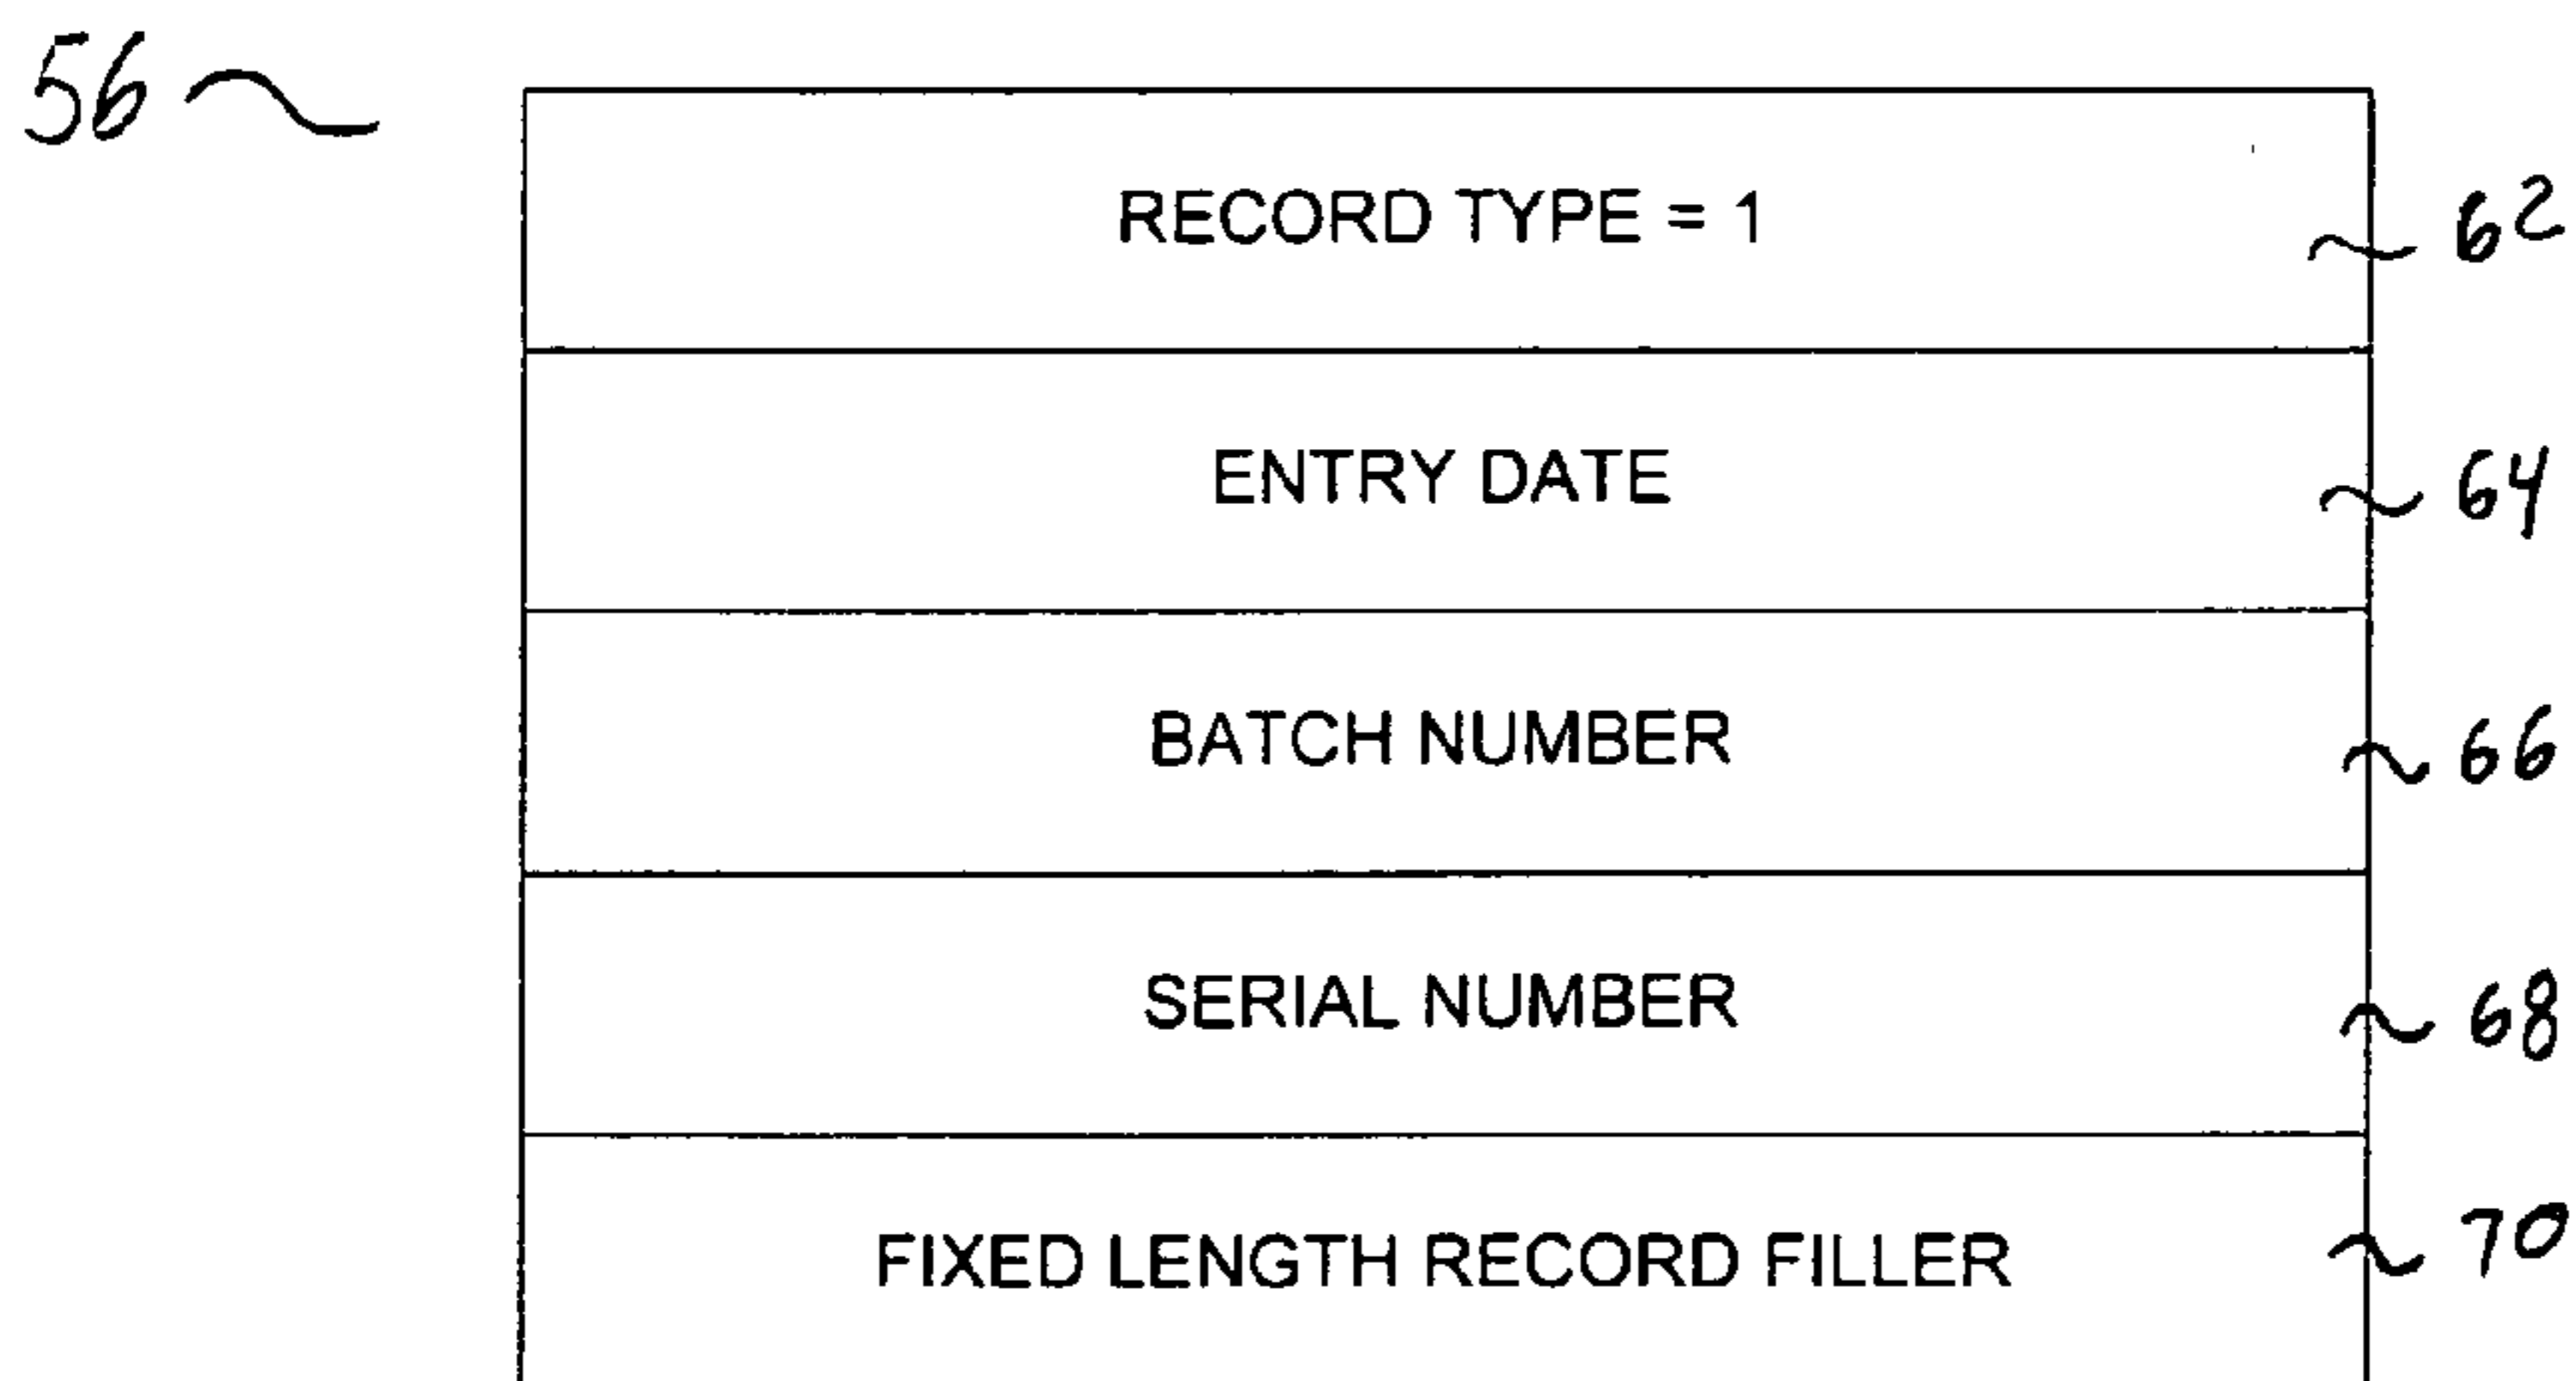 56
RECORD TYPE = 1 62
ENTRY DATE 64
BATCH NUMBER 66
SERIAL NUMBER 68
FIXED LENGTH RECORD FILLER 70